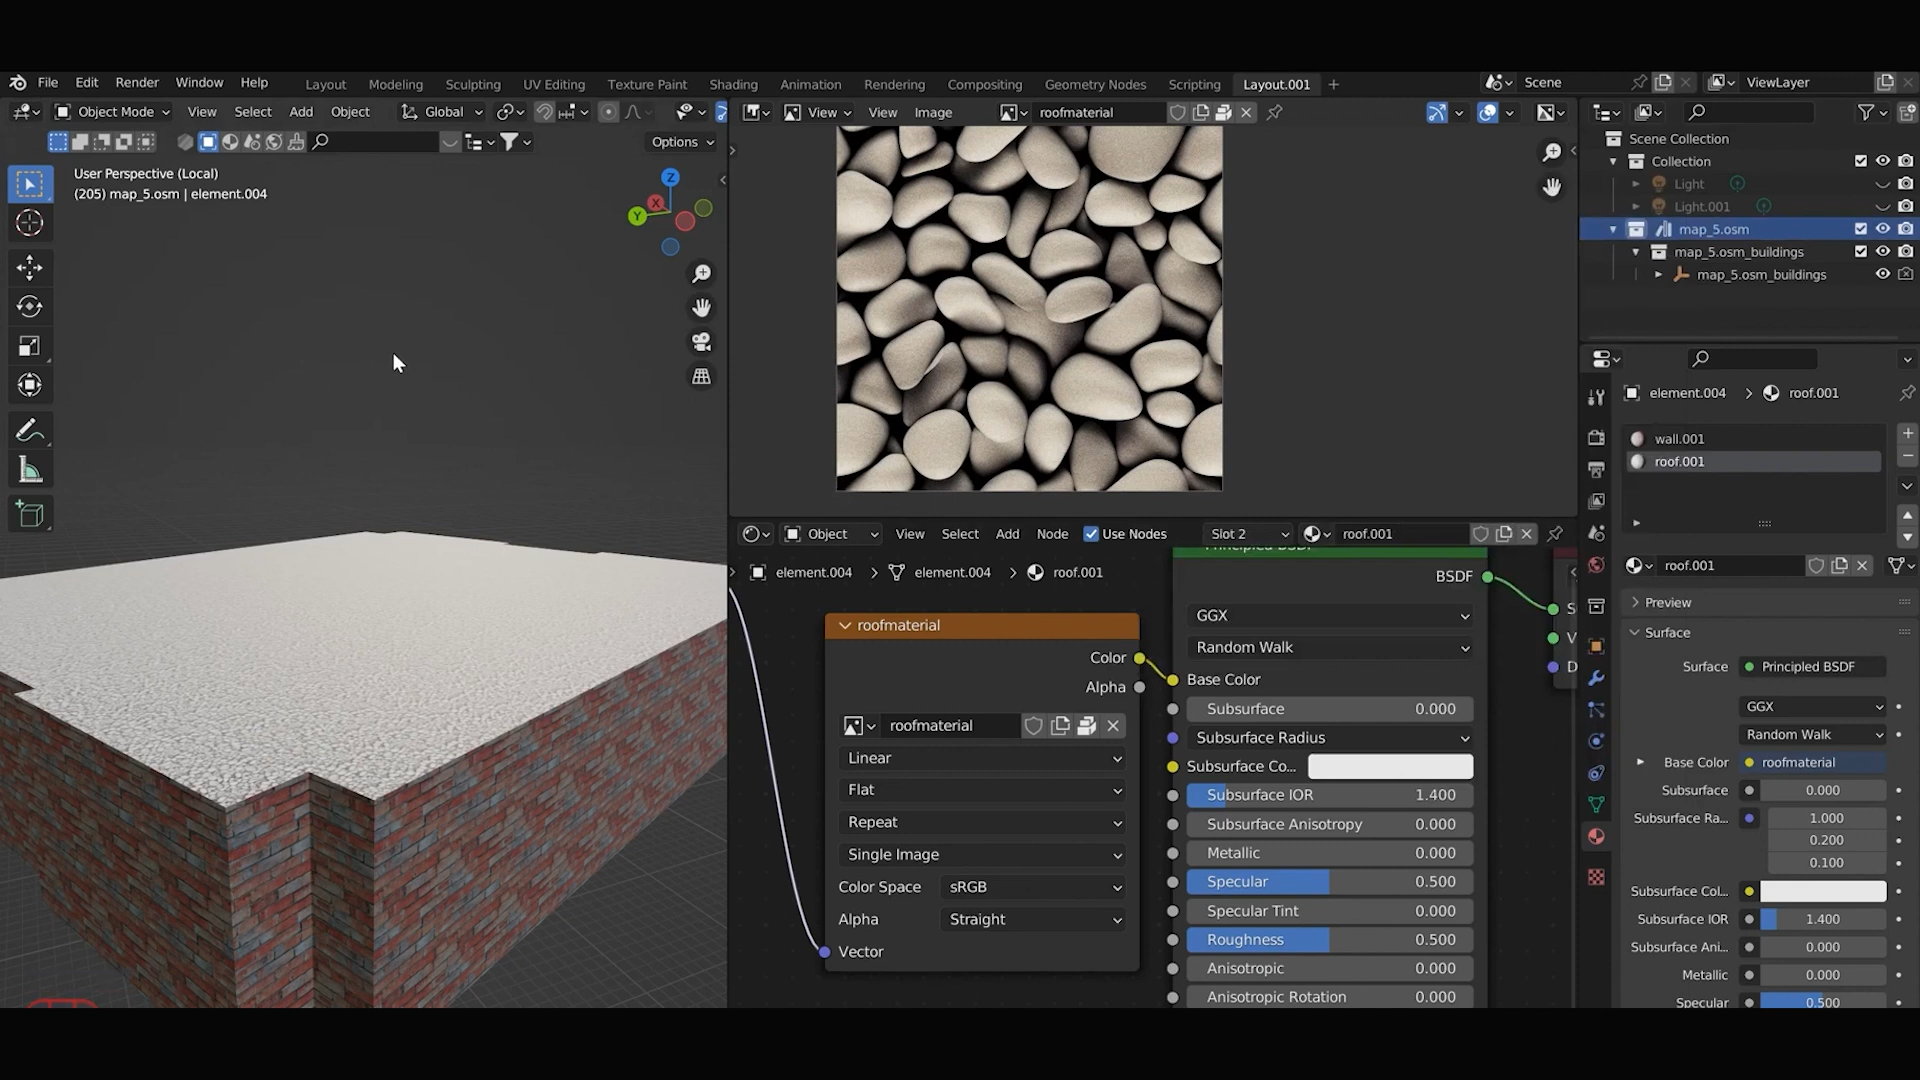 File Edit Render Window Help Layout Modeling Sculpting UV Editing Texture Paint Shading Animation Rendering Compositing Geometry Nodes Scripting Layout.001 + Scene ViewLayer
Object Mode View Select Add Object Global
View View Image roofmaterial
Options
User Perspective (Local)
(205) map_5.osm | element.004
Z
X
Y
Scene Collection
Collection
Light
Light.001
map_5.osm
map_5.osm_buildings
map_5.osm_buildings
element.004 > roof.001
wall.001
roof.001
roof.001
Preview
Surface
Surface Principled BSDF
GGX
Random Walk
Base Color roofmaterial
Subsurface 0.000
Subsurface Ra... 1.000
0.200
0.100
Subsurface Col...
Subsurface IOR 1.400
Subsurface Ani... 0.000
Metallic 0.000
Specular 0.500
Object View Select Add Node Use Nodes Slot 2 roof.001
element.004 > element.004 > roof.001
roofmaterial
Color
Alpha
roofmaterial
Linear
Flat
Repeat
Single Image
Color Space sRGB
Alpha Straight
Vector
Principled BSDF
BSDF
GGX
Random Walk
Base Color
Subsurface 0.000
Subsurface Radius
Subsurface Co...
Subsurface IOR 1.400
Subsurface Anisotropy 0.000
Metallic 0.000
Specular 0.500
Specular Tint 0.000
Roughness 0.500
Anisotropic 0.000
Anisotropic Rotation 0.000
S
V
D